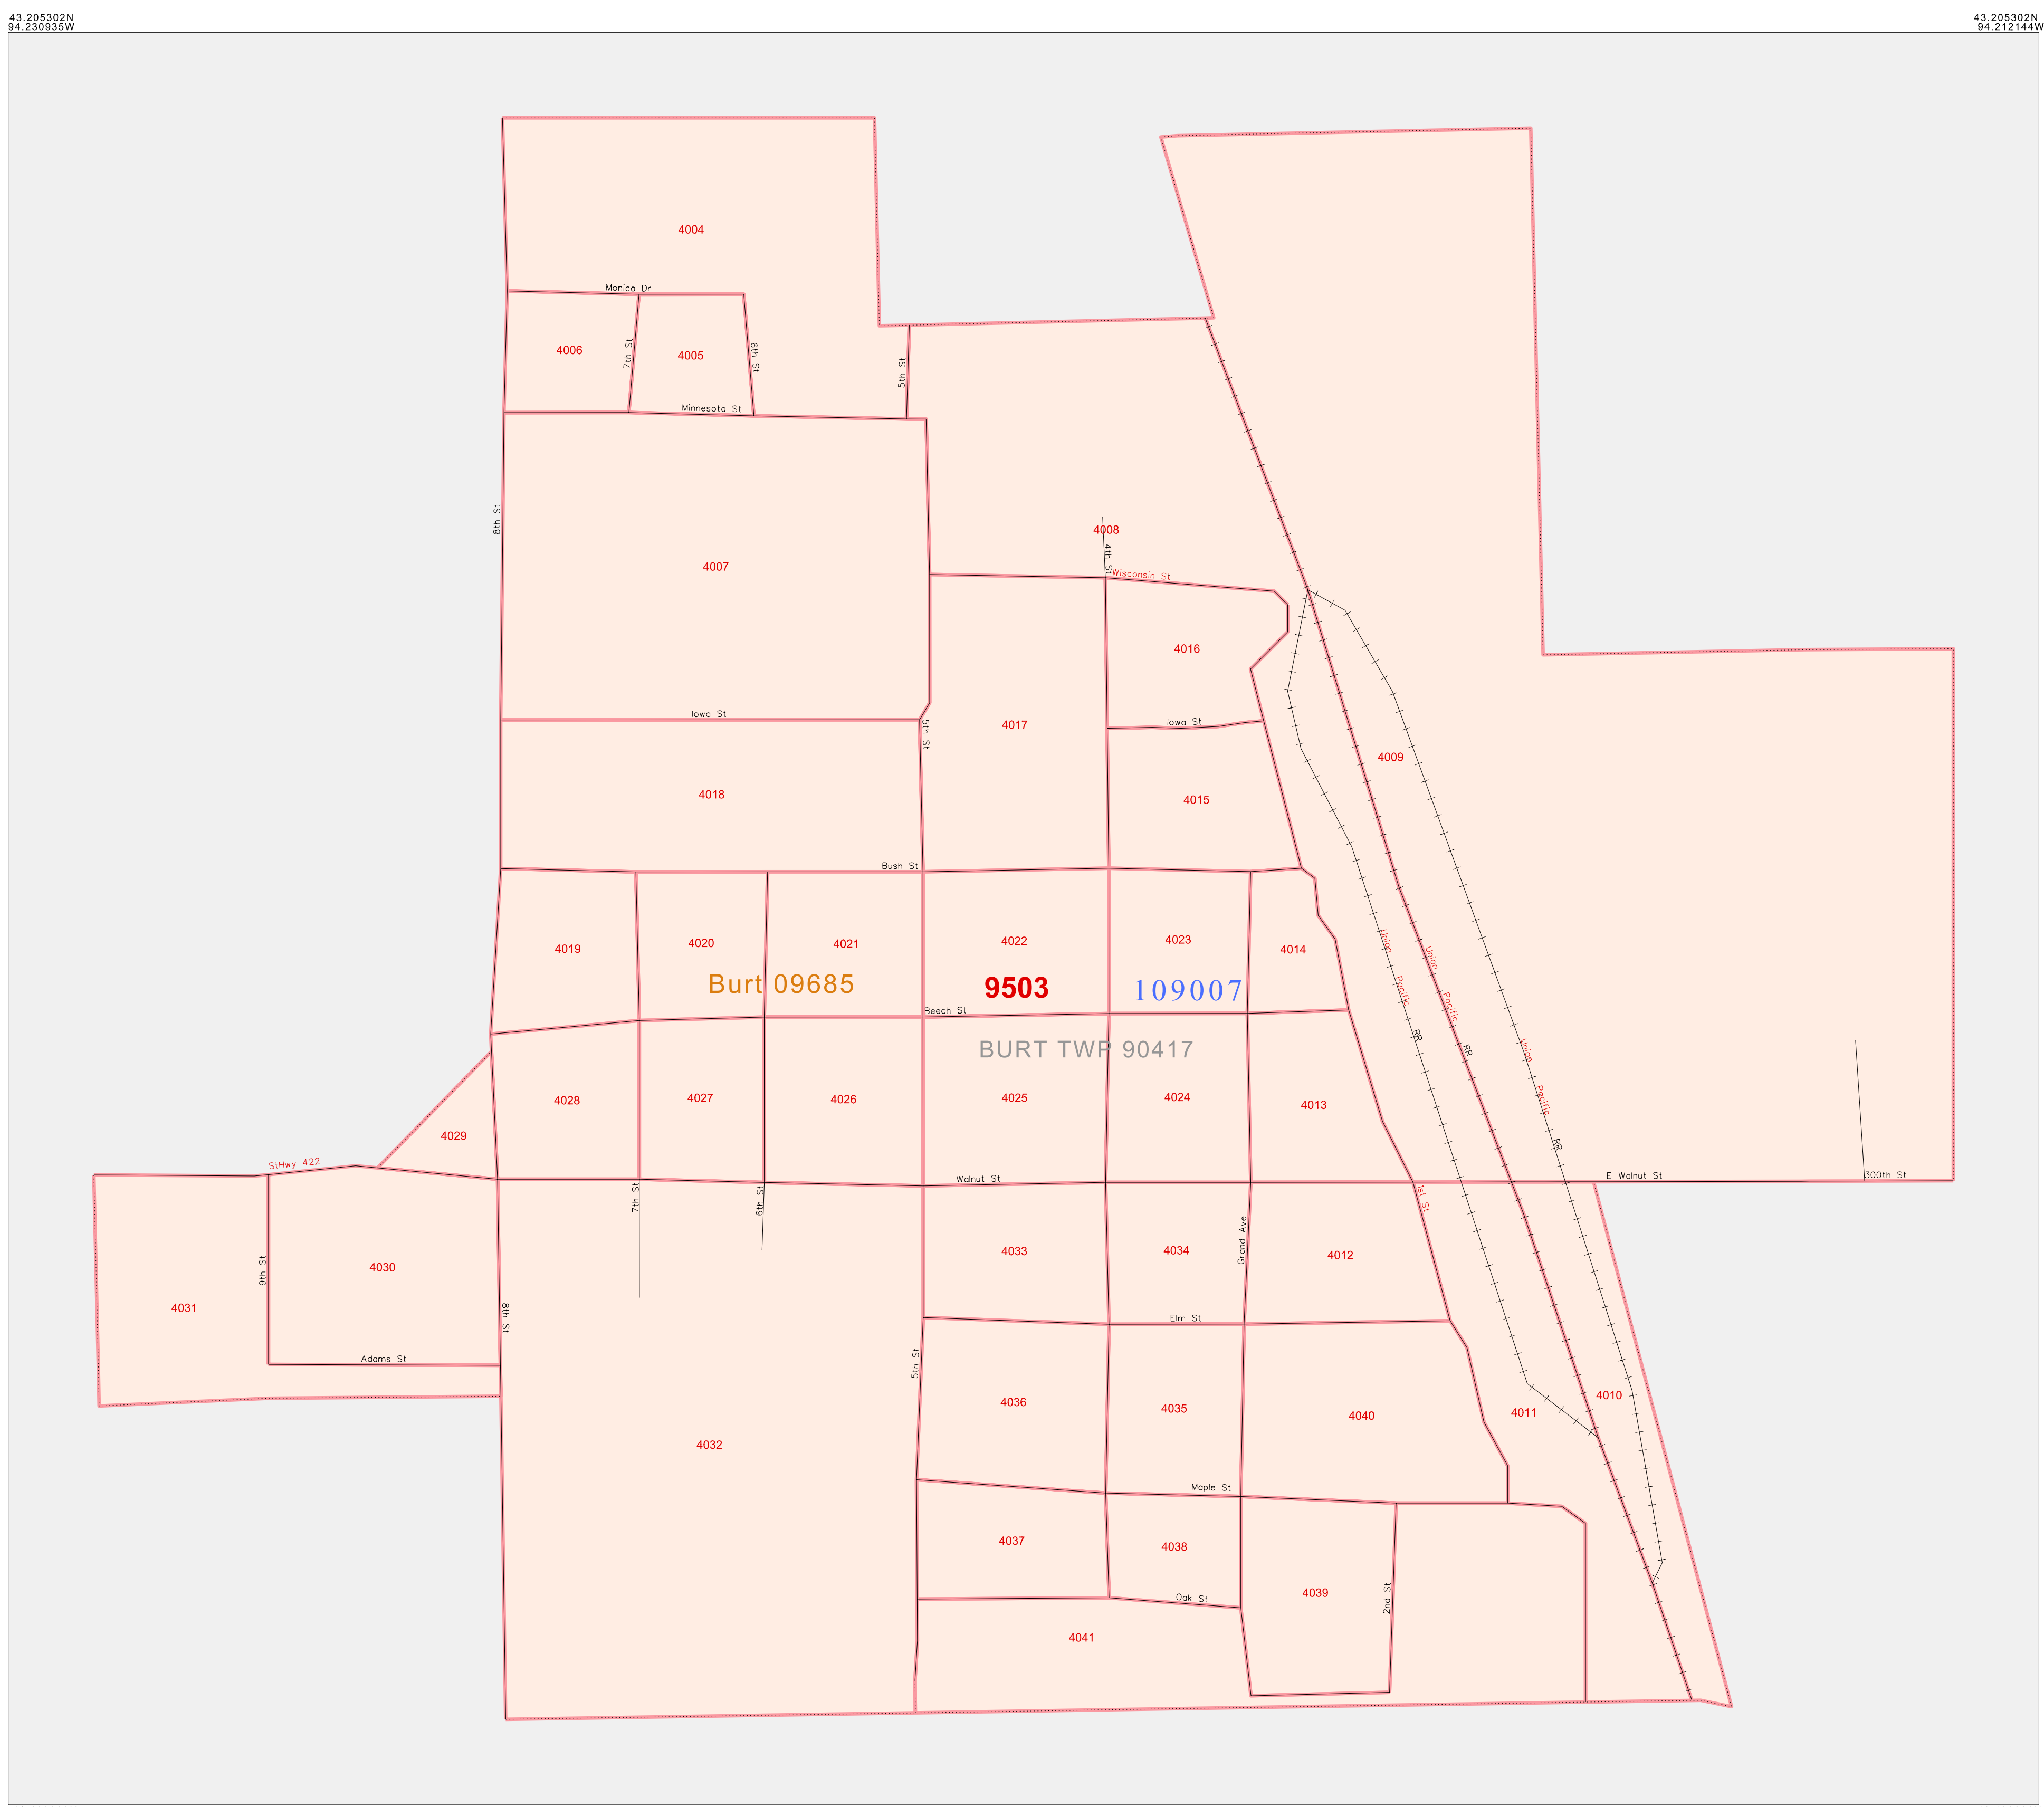 43.205302N
94.230935W
43.205302N
94.212144W
4004
Monica Dr
4006
7th St
4005
6th St
5th St
Minnesota St
8th St
4007
4008
4th St
Wisconsin St
4016
Iowa St
5th St
4017
Iowa St
4009
4018
4015
Bush St
4019
4020
4021
4022
4023
4014
Union Pacific RR
Union Pacific RR
Union Pacific RR
Burt 09685
9503
109007
Beech St
BURT TWP 90417
4028
4027
4026
4025
4024
4013
4029
StHwy 422
Walnut St
E Walnut St
300th St
7th St
6th St
1st St
9th St
4030
4031
8th St
4033
4034
Grand Ave
4012
Elm St
Adams St
5th St
4036
4035
4040
4011
4010
4032
Maple St
4037
4038
4039
2nd St
Oak St
4041